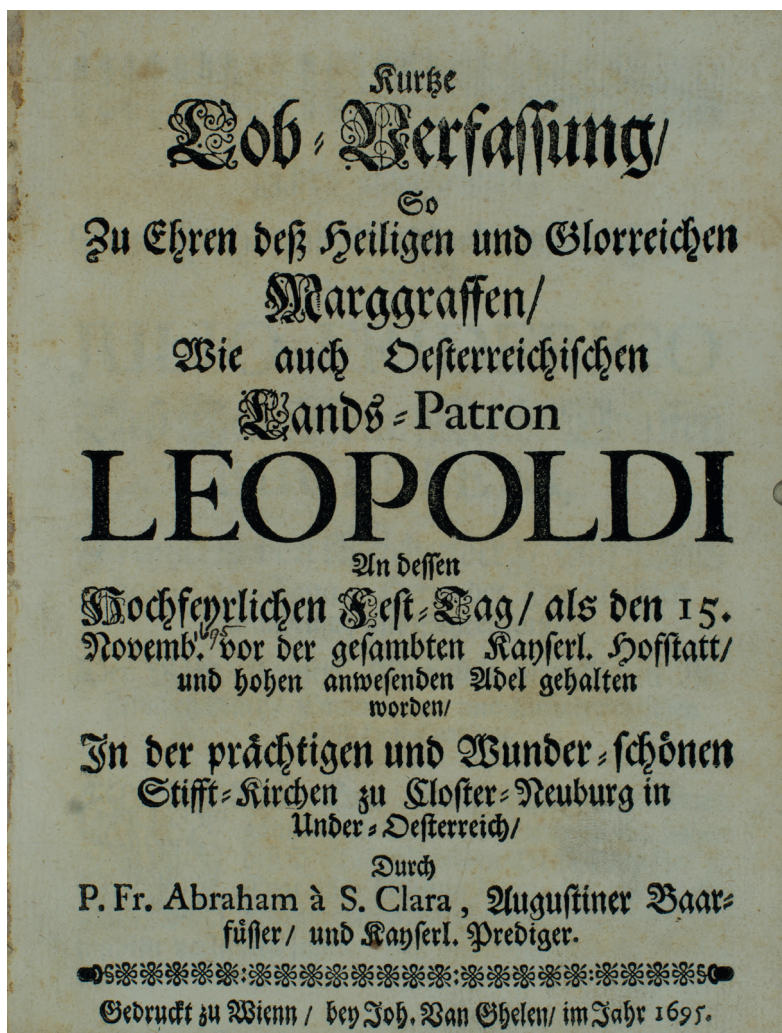 Kurtze
Lob-Verfassung/
So
Zu Ehren deß Heiligen und Glorreichen
Marggraffen/
Wie auch Oesterreichischen
Lands-Patron
LEOPOLDI
An dessen
Hochfeyrlichen Fest-Tag/ als den 15.
Novemb. vor der gesambten Kayserl. Hofstatt/
und hohen anwesenden Adel gehalten
worden/
In der prächtigen und Wunder-schönen
Stifft-Kirchen zu Closter-Neuburg in
Under-Oesterreich/
Durch
P. Fr. Abraham à S. Clara, Augustiner Baar-
füsser/ und Kayserl. Prediger.
Gedruckt zu Wienn/ bey Joh. Van Ghelen/ im Jahr 1695.